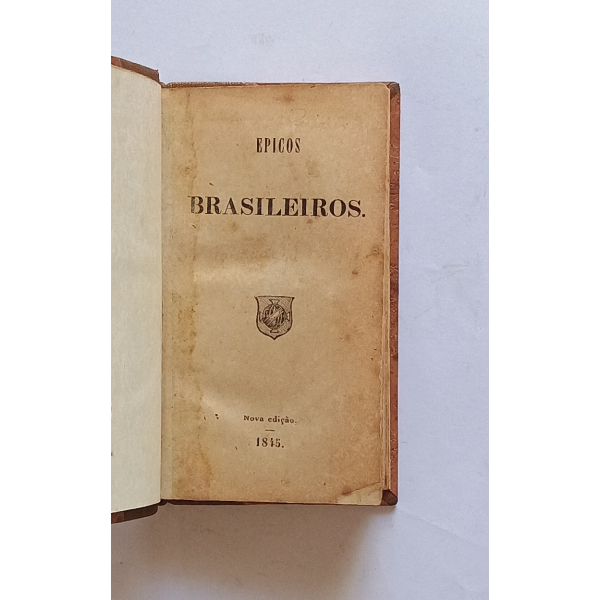 EPICOS
BRASILEIROS.
Nova edição.
1845.